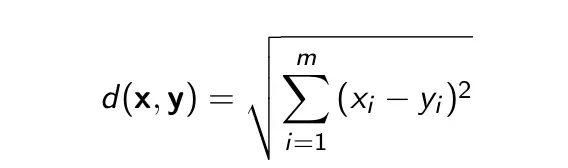 d(𝐱, 𝐲) = √∑_{i=1}^{m} (x_i − y_i)²